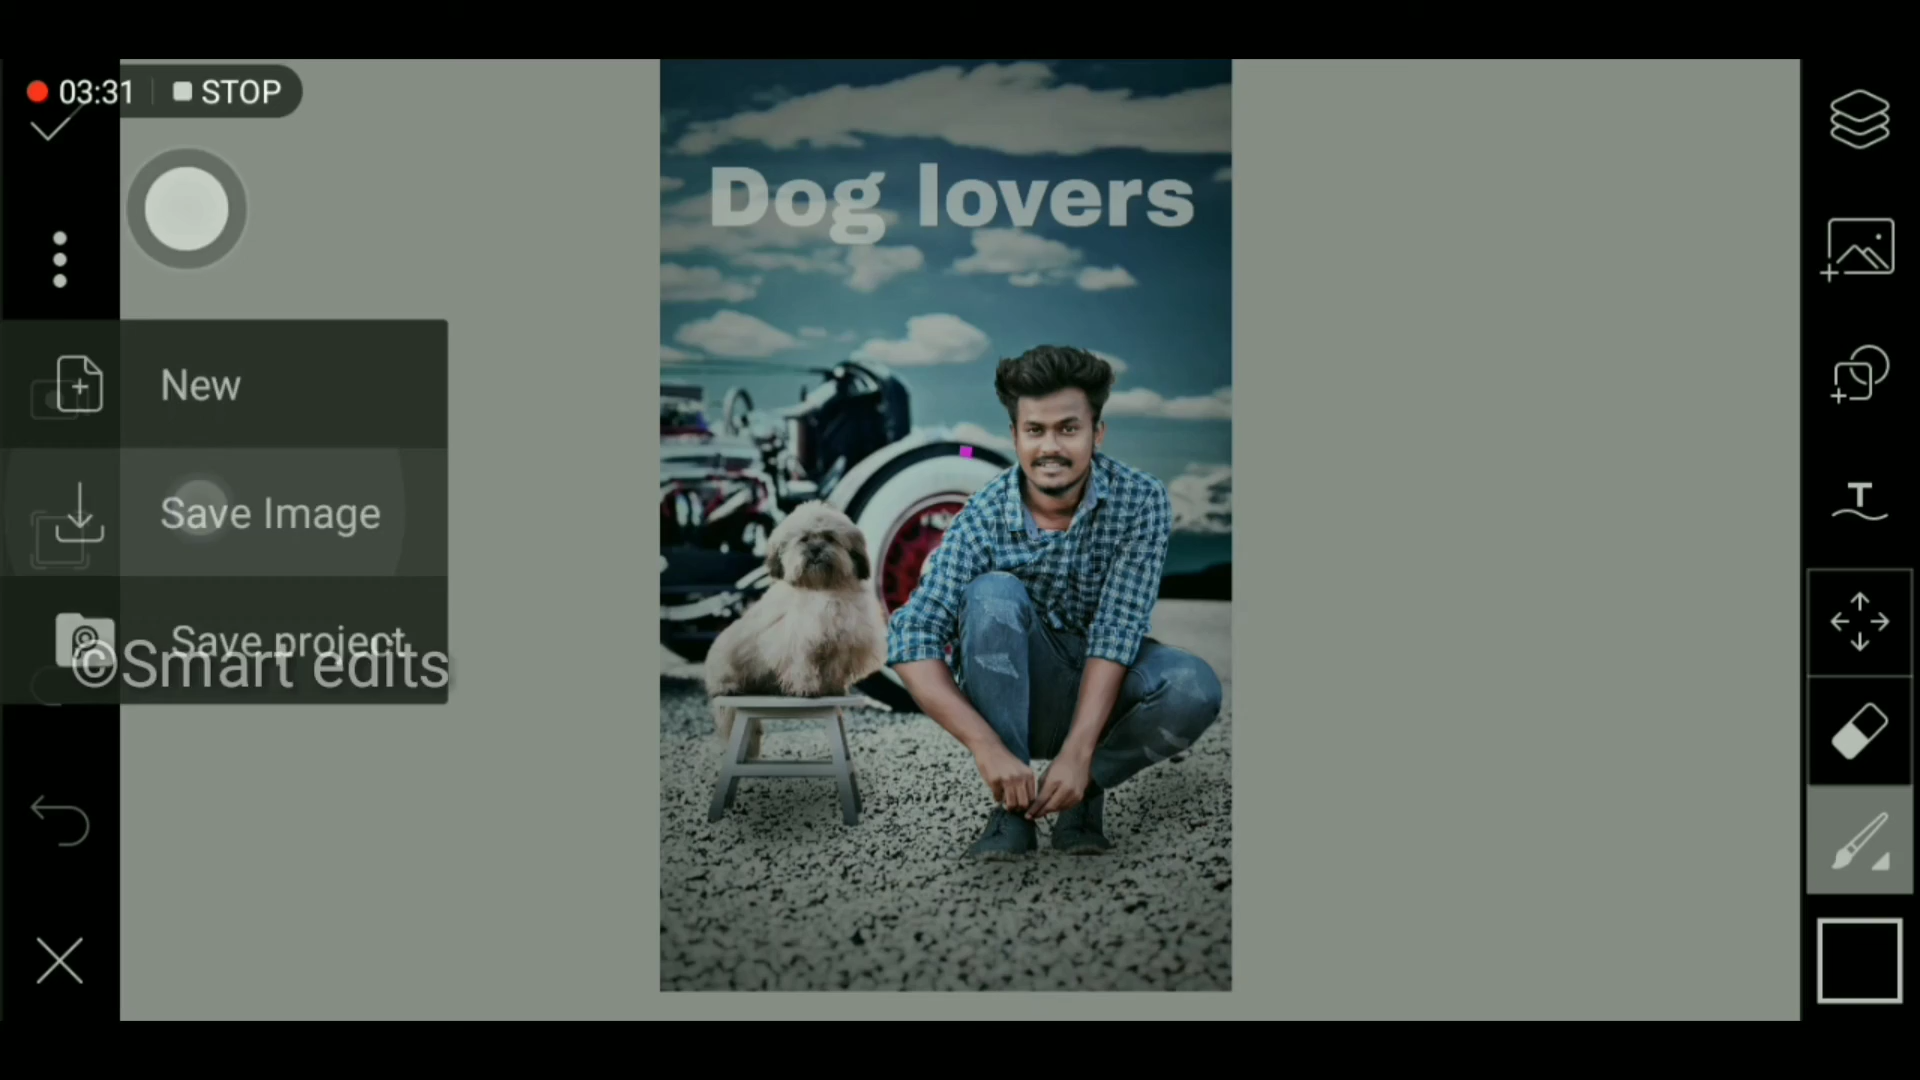 03:31 STOP
Dog lovers
New
Save Image
Save project
©Smart edits
T